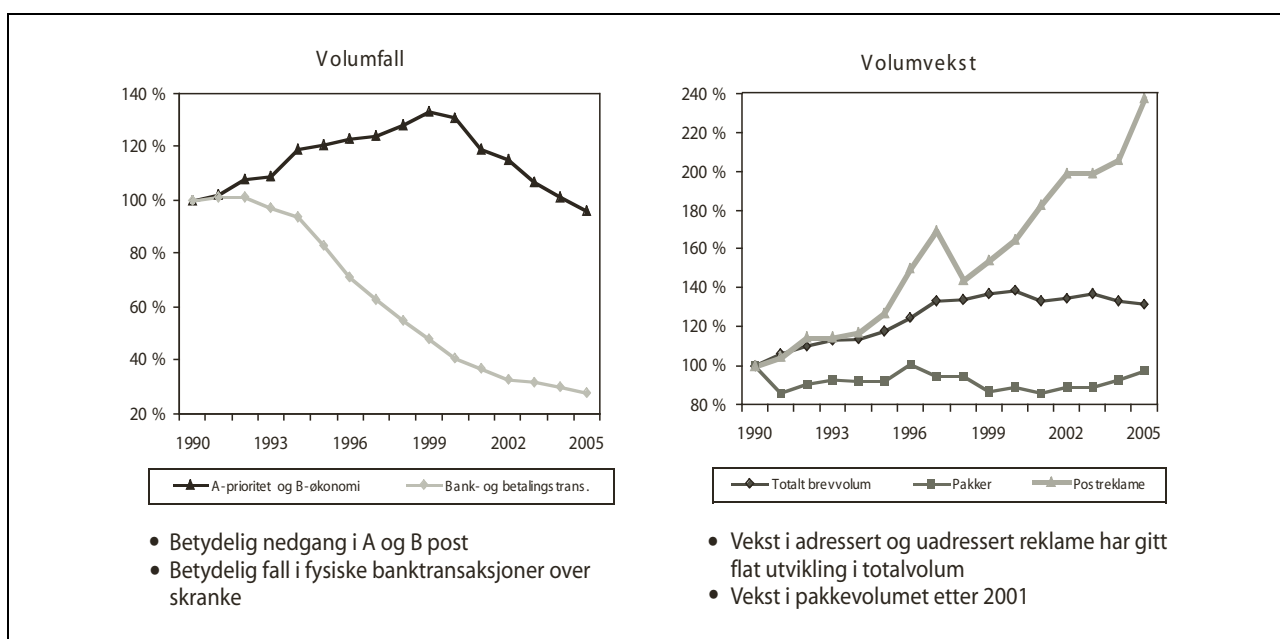 Volumfall
140 %
120 %
100 %
80 %
60 %
40 %
20 %
1990 1993 1996 1999 2002 2005
A-prioritet og B-økonomi Bank- og betalingstrans.
• Betydelig nedgang i A og B post
• Betydelig fall i fysiske banktransaksjoner over
skranke
Volumvekst
240 %
220 %
200 %
180 %
160 %
140 %
120 %
100 %
80 %
1990 1993 1996 1999 2002 2005
Totalt brevvolum Pakker Postreklame
• Vekst i adressert og uadressert reklame har gitt
flat utvikling i totalvolum
• Vekst i pakkevolumet etter 2001